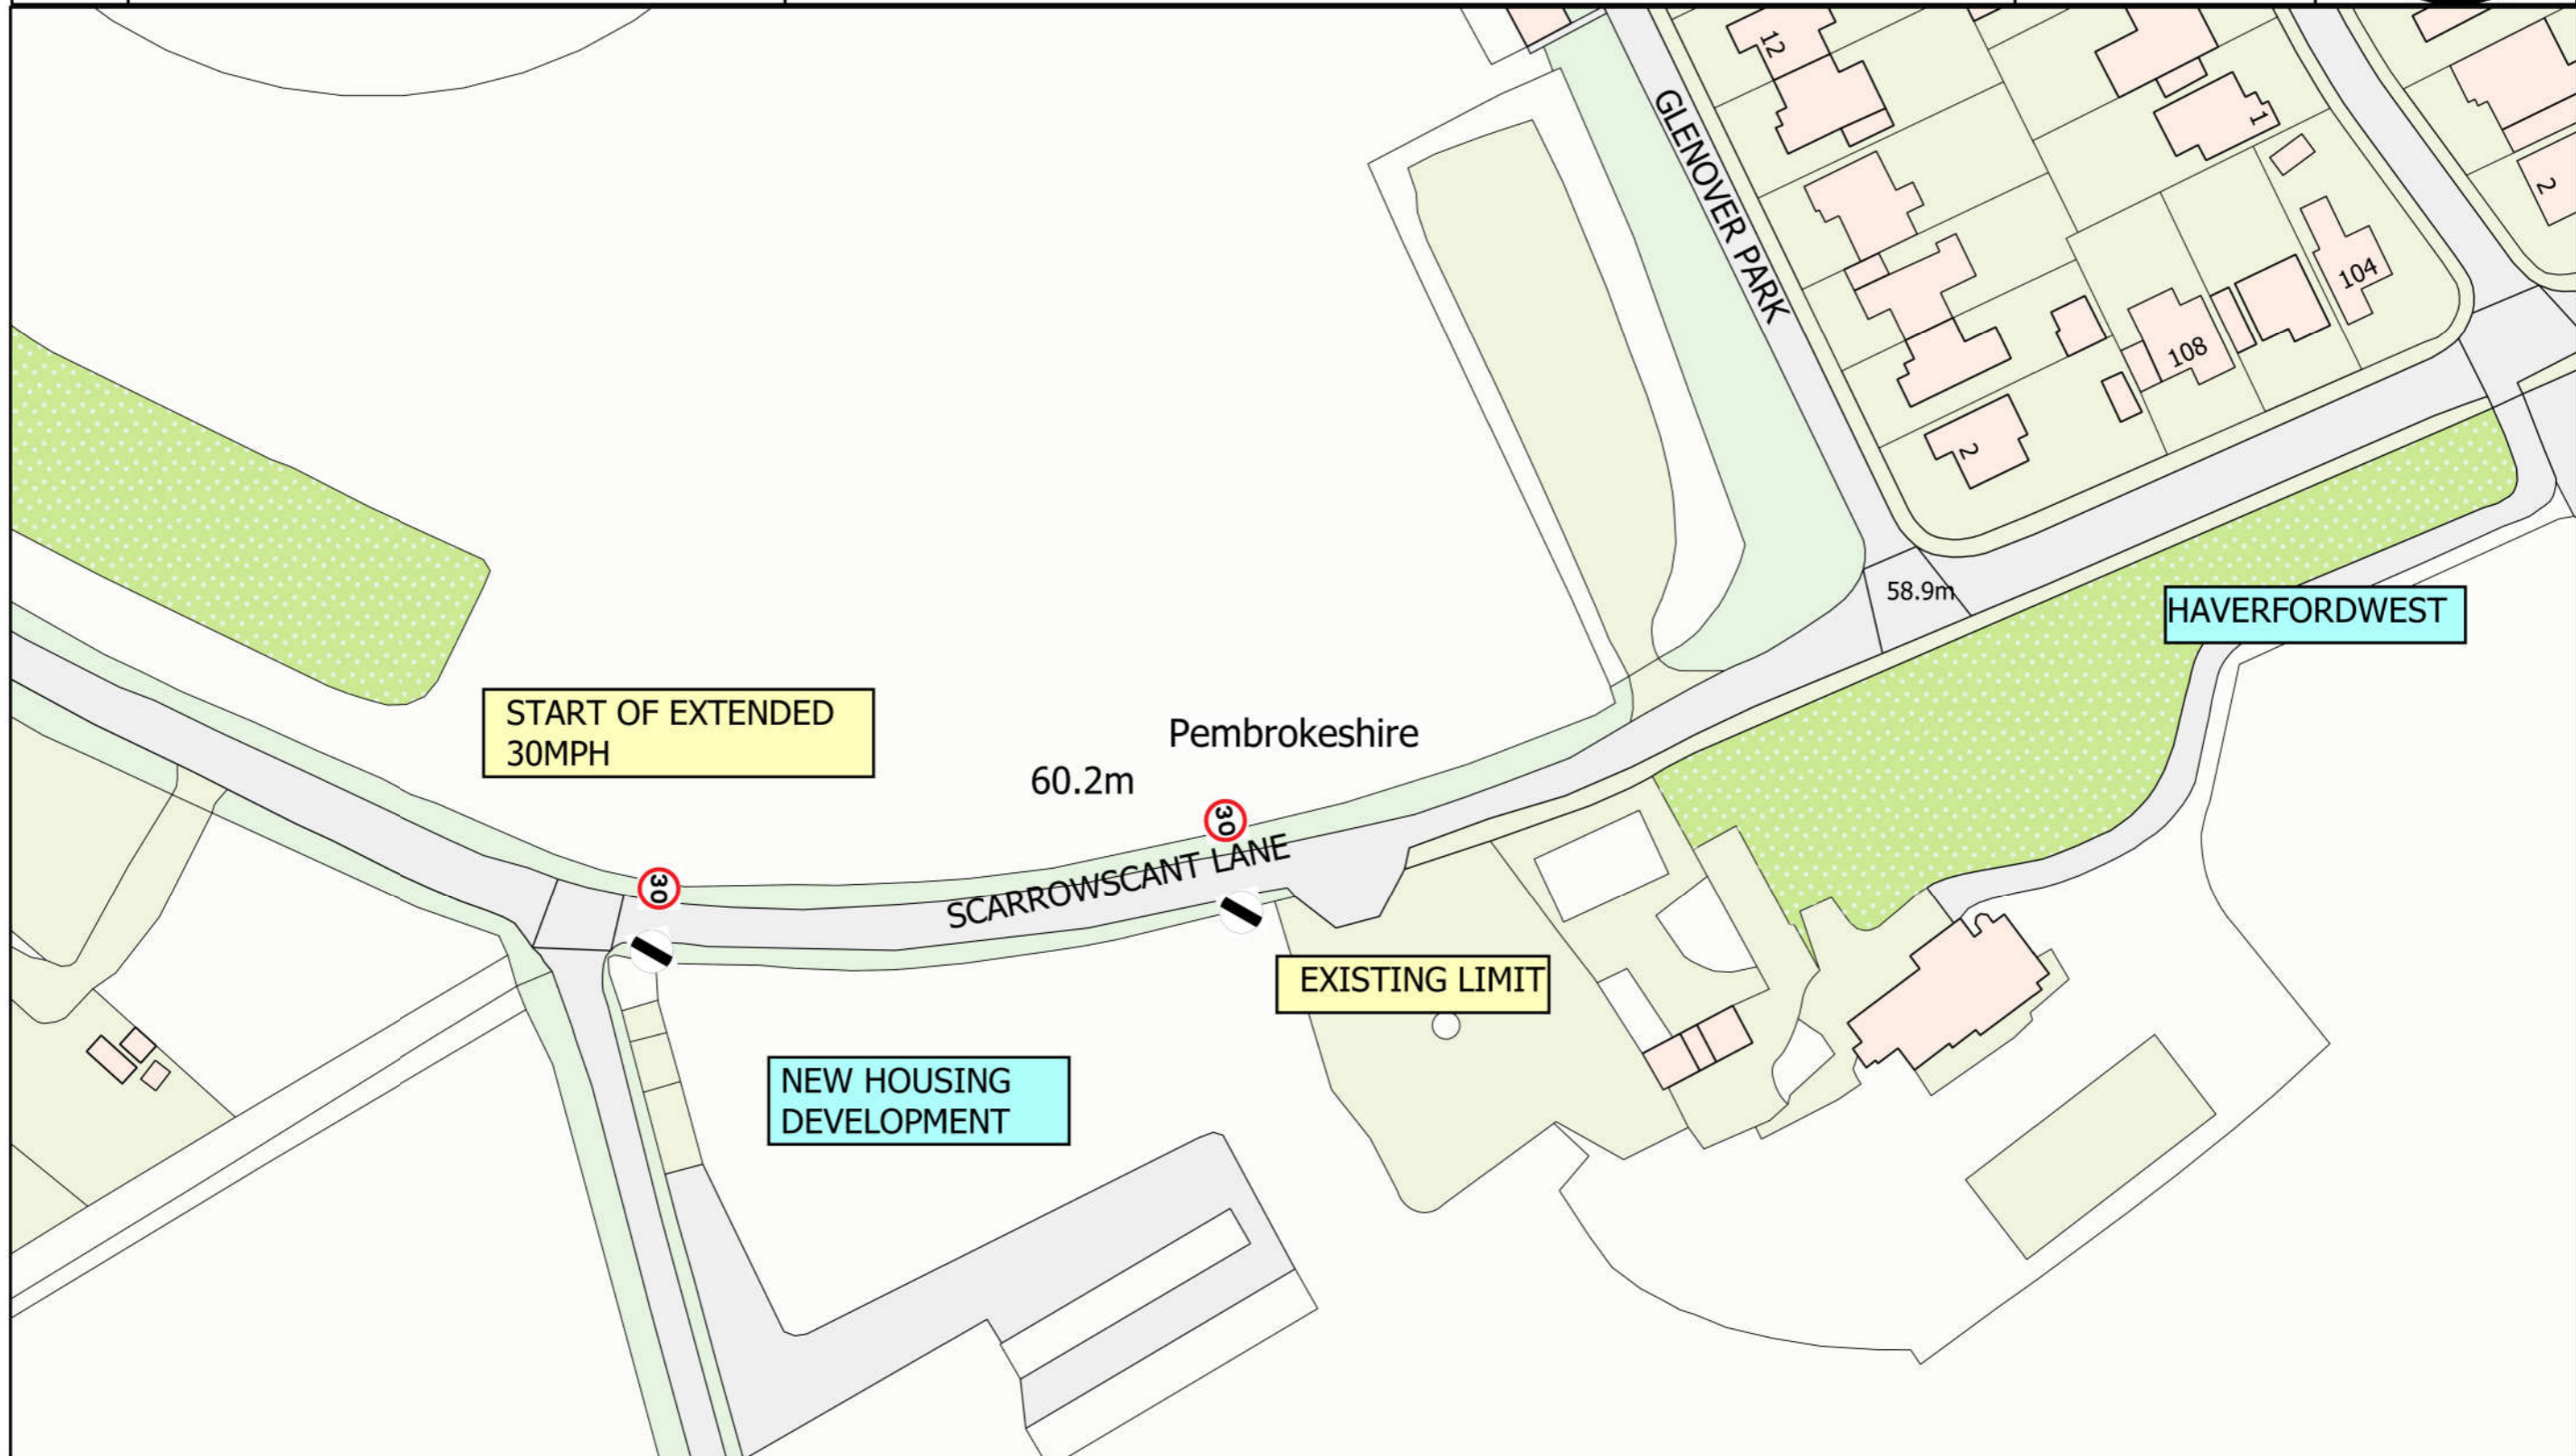 12
GLENOVER PARK
1
2
104
108
2
58.9m
HAVERFORDWEST
START OF EXTENDED
30MPH
Pembrokeshire
60.2m
30
30
SCARROWSCANT LANE
EXISTING LIMIT
NEW HOUSING
DEVELOPMENT